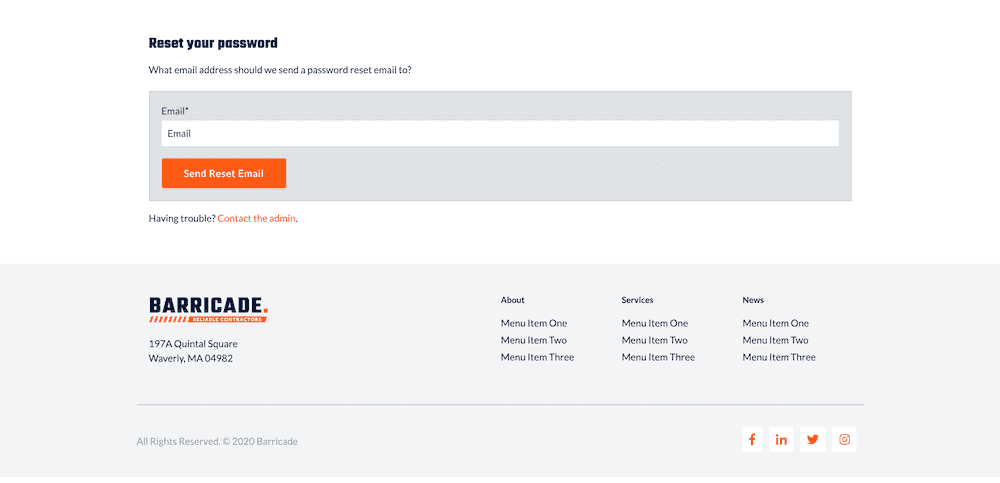 Reset your password
What email address should we send a password reset email to?
Email*
Email
Send Reset Email
Having trouble? Contact the admin.
BARRICADE.
RELIABLE CONTRACTORS
197A Quintal Square
Waverly, MA 04982
About
Menu Item One
Menu Item Two
Menu Item Three
Services
Menu Item One
Menu Item Two
Menu Item Three
News
Menu Item One
Menu Item Two
Menu Item Three
All Rights Reserved. © 2020 Barricade